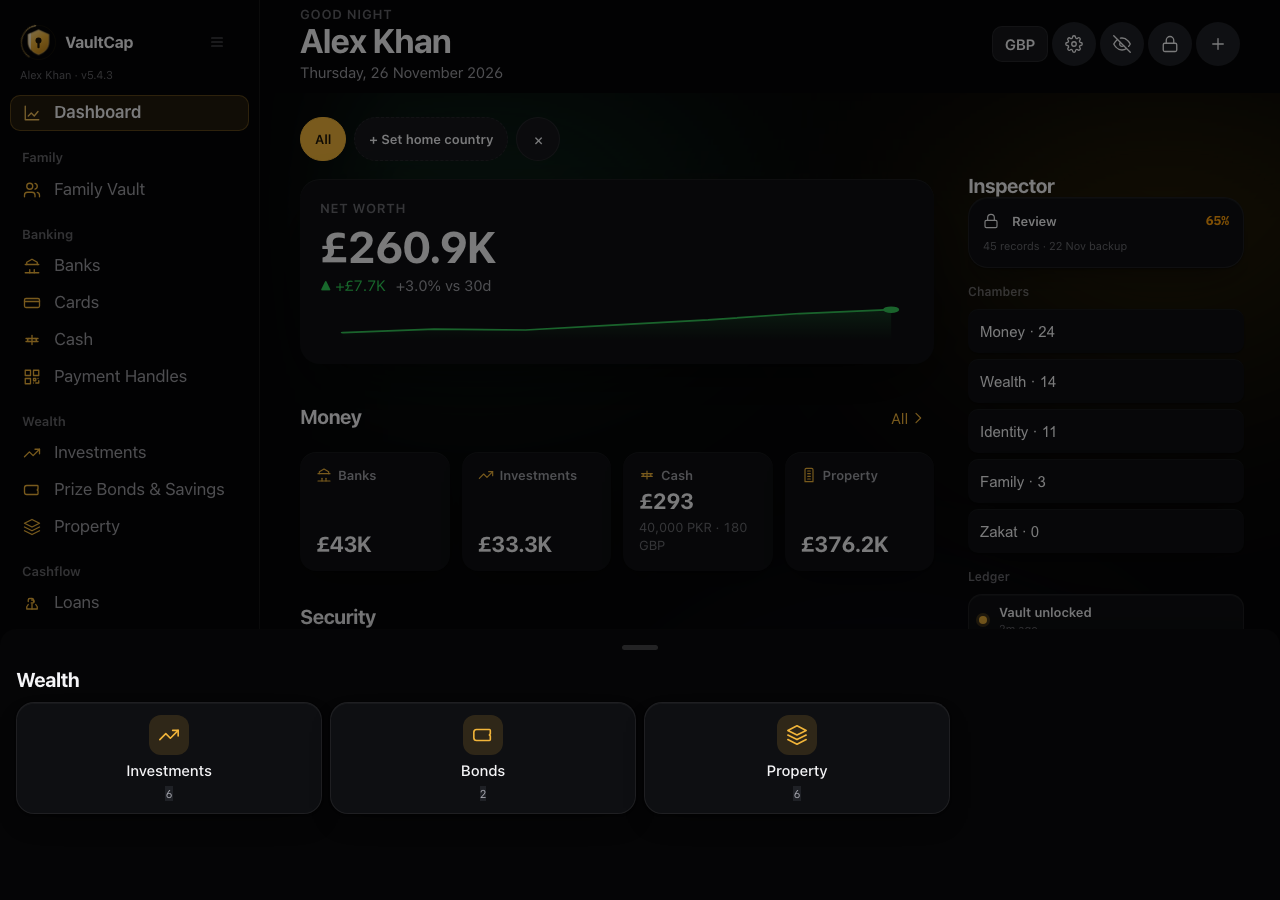 VaultCap
Alex Khan · v5.4.3
Dashboard
Family
Family Vault
Banking
Banks
Cards
Cash
Payment Handles
Wealth
Investments
Prize Bonds & Savings
Property
Cashflow
Loans
GOOD NIGHT
Alex Khan
Thursday, 26 November 2026
GBP
All
+ Set home country
×
NET WORTH
£260.9K
▲ +£7.7K +3.0% vs 30d
Money
All
Banks
£43K
Investments
£33.3K
Cash
£293
40,000 PKR · 180
GBP
Property
£376.2K
Security
Inspector
Review 65%
45 records · 22 Nov backup
Chambers
Money · 24
Wealth · 14
Identity · 11
Family · 3
Zakat · 0
Ledger
Vault unlocked
Wealth
Investments
6
Bonds
2
Property
6